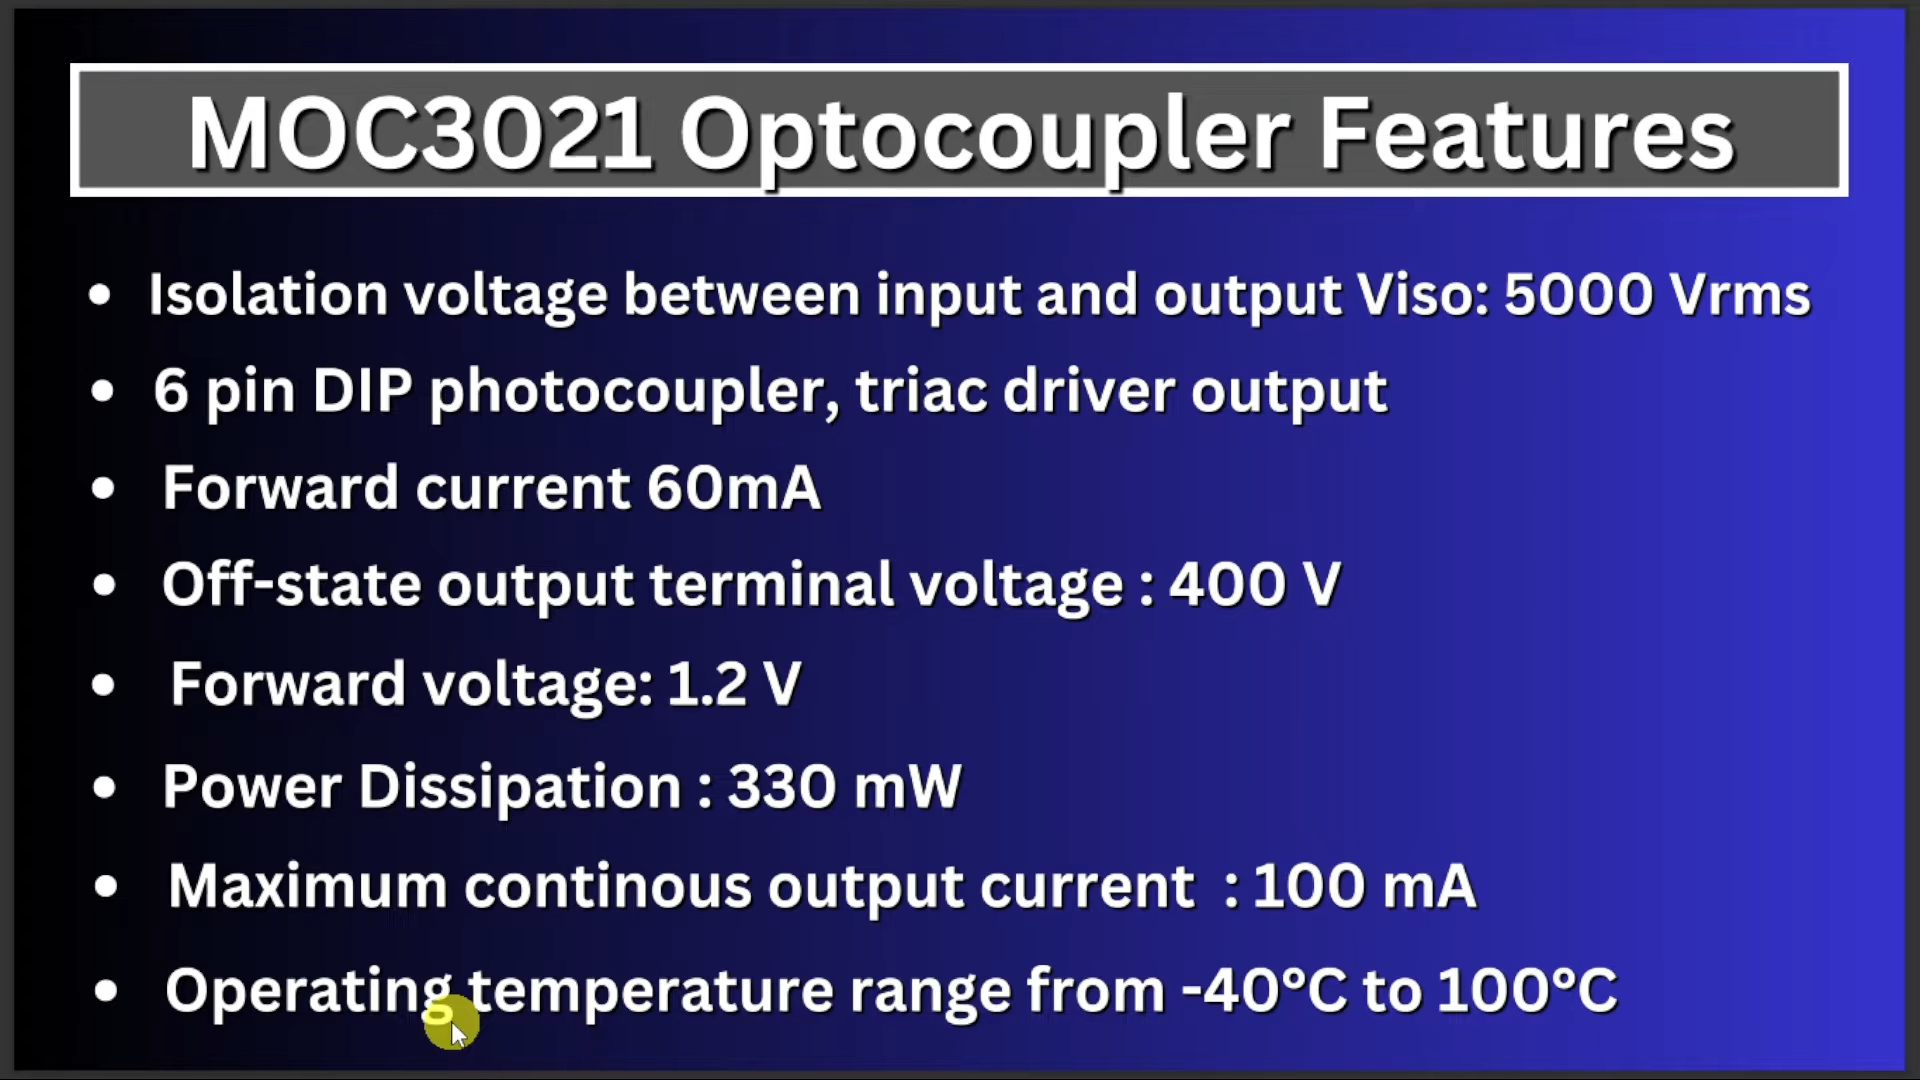 MOC3021 Optocoupler Features
• Isolation voltage between input and output Viso: 5000 Vrms
• 6 pin DIP photocoupler, triac driver output
• Forward current 60mA
• Off-state output terminal voltage : 400 V
• Forward voltage: 1.2 V
• Power Dissipation : 330 mW
• Maximum continous output current : 100 mA
• Operating temperature range from -40°C to 100°C